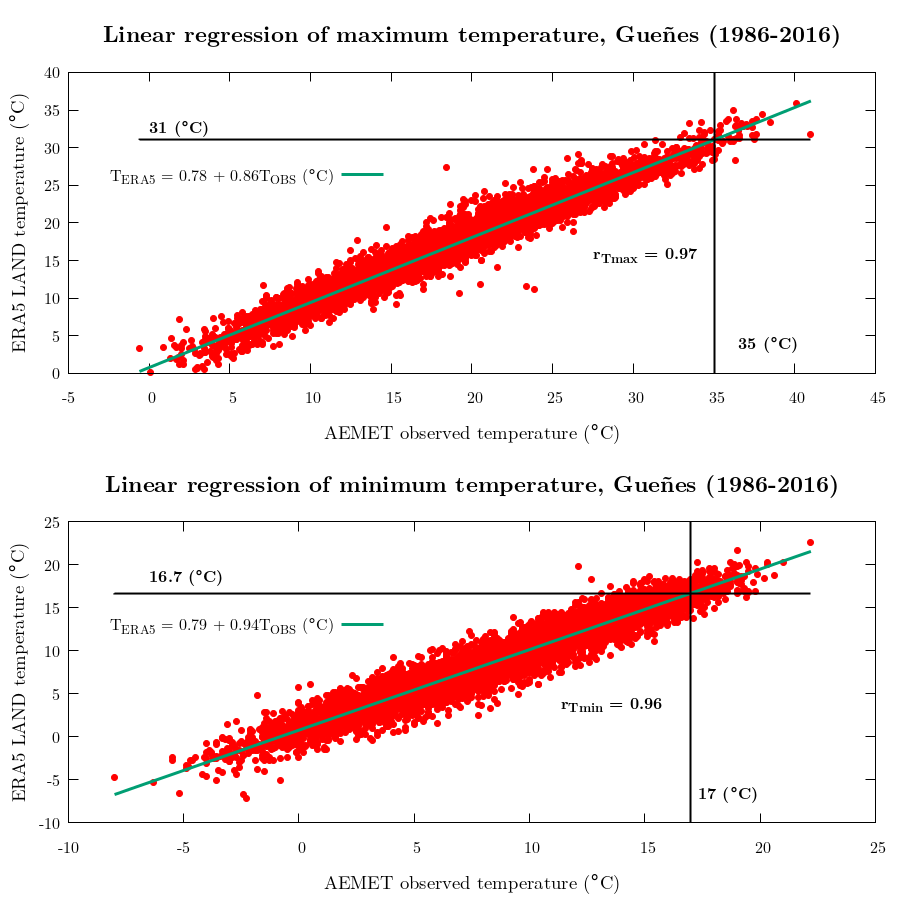 Linear regression of maximum temperature, Gueñes (1986-2016)
40
35
30
25
20
15
10
5
0
ERA5 LAND temperature (°C)
31 (°C)
T_ERA5 = 0.78 + 0.86T_OBS (°C)
r_Tmax = 0.97
35 (°C)
-5 0 5 10 15 20 25 30 35 40 45
AEMET observed temperature (°C)
Linear regression of minimum temperature, Gueñes (1986-2016)
25
20
15
10
5
0
-5
-10
ERA5 LAND temperature (°C)
16.7 (°C)
T_ERA5 = 0.79 + 0.94T_OBS (°C)
r_Tmin = 0.96
17 (°C)
-10 -5 0 5 10 15 20 25
AEMET observed temperature (°C)